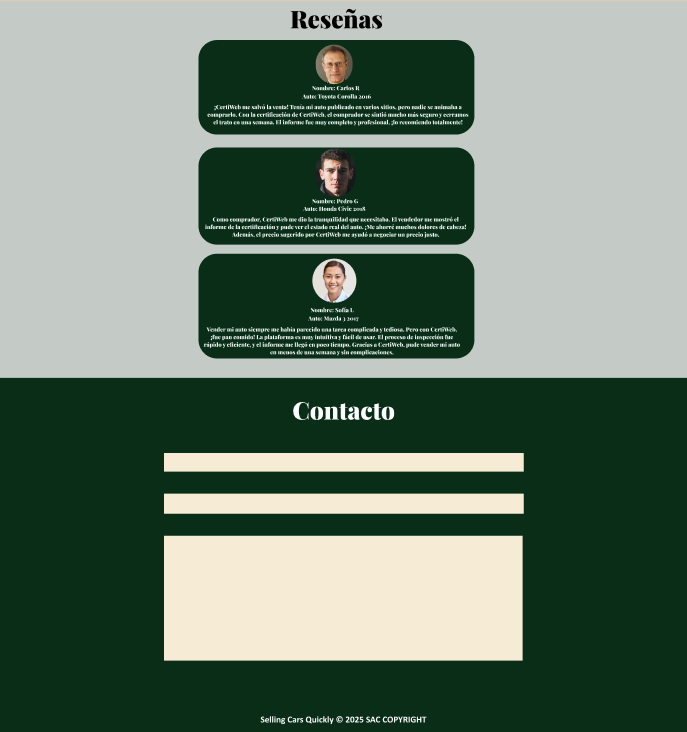 Reseñas
Nombre: Carlos R
Auto: Toyota Corolla 2016
¡CertiWeb me salvó la venta! Tenía mi auto publicado en varios sitios, pero nadie se animaba a
comprarlo. Con la certificación de CertiWeb, el comprador se sintió mucho más seguro y cerramos
el trato en una semana. El informe fue muy completo y profesional. ¡lo recomiendo totalmente!
Nombre: Pedro G
Auto: Honda Civic 2018
Como comprador, CertiWeb me dio la tranquilidad que necesitaba. El vendedor me mostró el
informe de la certificación y pude ver el estado real del auto. ¡Me ahorré muchos dolores de cabeza!
Además, el precio sugerido por CertiWeb me ayudó a negociar un precio justo.
Nombre: Sofía L
Auto: Mazda 3 2017
Vender mi auto siempre me había parecido una tarea complicada y tediosa. Pero con CertiWeb,
¡fue pan comido! La plataforma es muy intuitiva y fácil de usar. El proceso de inspección fue
rápido y eficiente, y el informe me llegó en poco tiempo. Gracias a CertiWeb, pude vender mi auto
en menos de una semana y sin complicaciones.
Contacto
Selling Cars Quickly © 2025 SAC COPYRIGHT